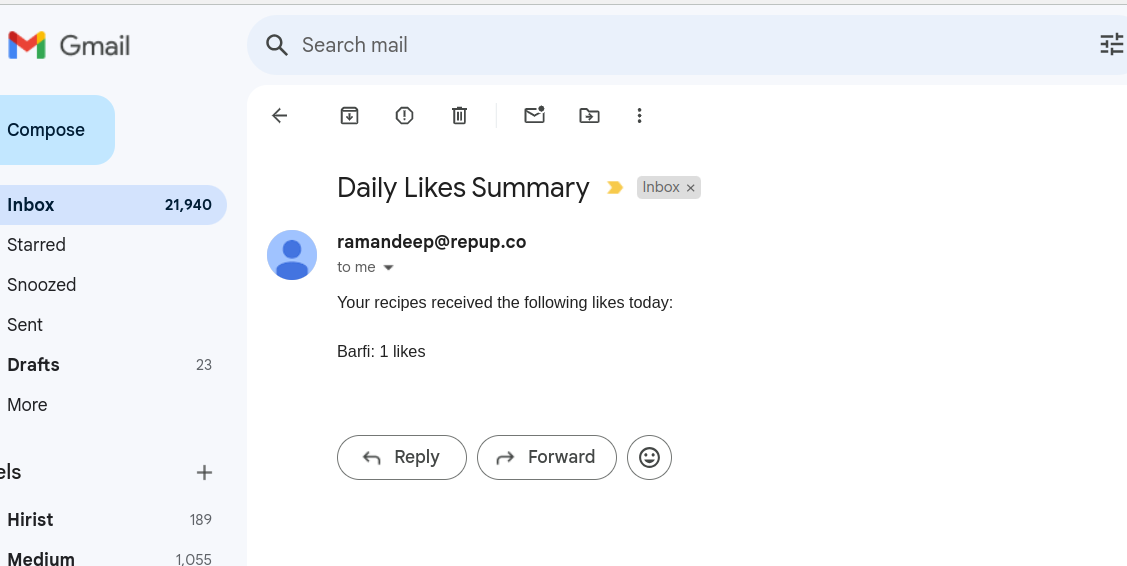 Gmail
Search mail
Compose
Inbox 21,940
Starred
Snoozed
Sent
Drafts 23
More
els
Hirist 189
Medium 1,055
Daily Likes Summary Inbox ×
ramandeep@repup.co
to me
Your recipes received the following likes today:
Barfi: 1 likes
Reply Forward